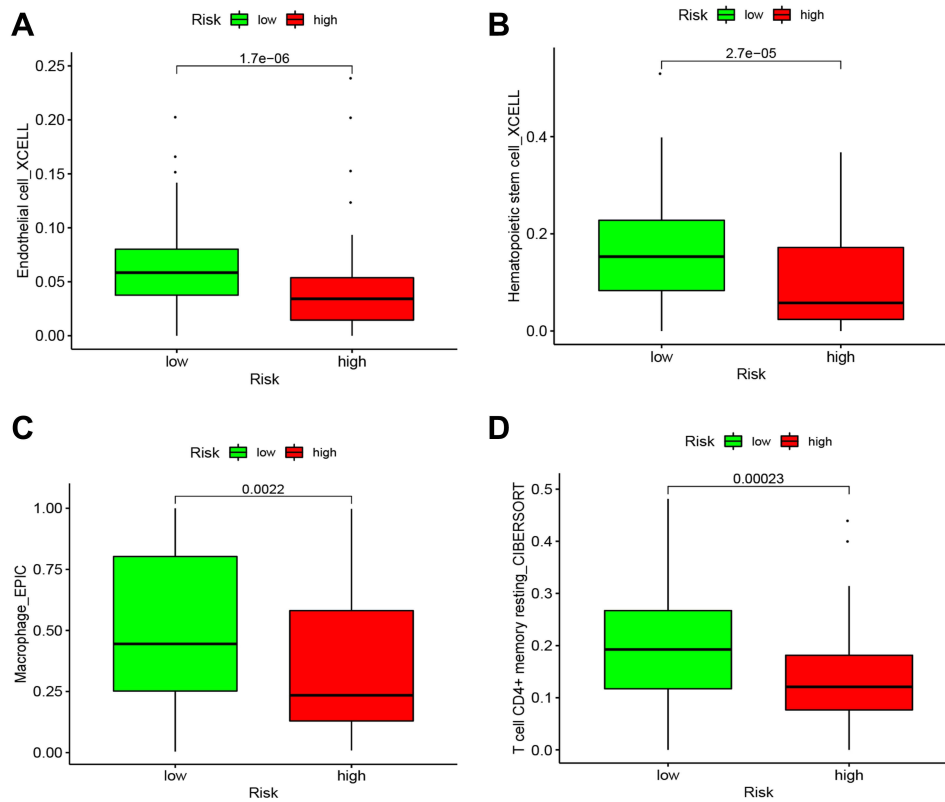 A
Risk low high
Endothelial cell_XCELL
0.25
0.20
0.15
0.10
0.05
0.00
1.7e−06
low high
Risk
B
Risk low high
Hematopoietic stem cell_XCELL
0.4
0.2
0.0
2.7e−05
low high
Risk
C
Risk low high
Macrophage_EPIC
1.00
0.75
0.50
0.25
0.00
0.0022
low high
Risk
D
Risk low high
T cell CD4+ memory resting_CIBERSORT
0.5
0.4
0.3
0.2
0.1
0.0
0.00023
low high
Risk